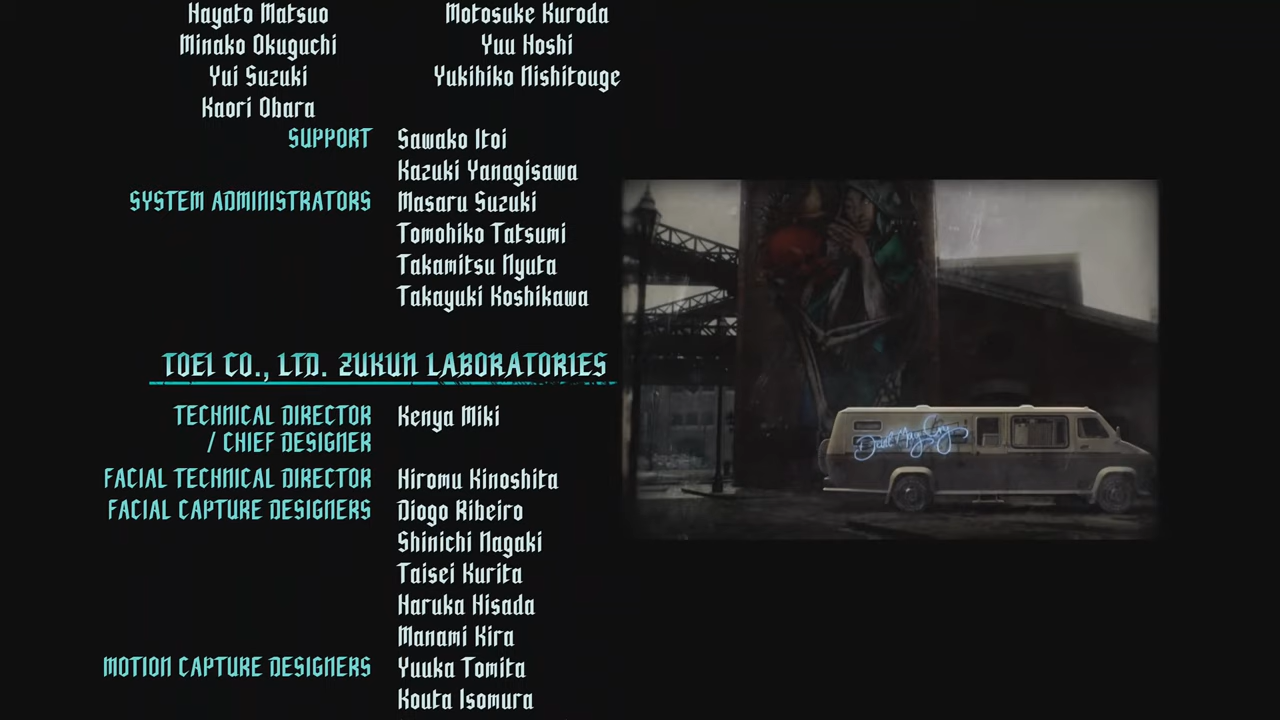 Hayato Matsuo Motosuke Kuroda
Minako Okuguchi Yuu Hoshi
Yui Suzuki Yukihiko Nishitouge
Kaori Obara
SUPPORT Sawako Itoi
Kazuki Yanagisawa
SYSTEM ADMINISTRATORS Masaru Suzuki
Tomohiko Tatsumi
Takamitsu Nyuta
Takayuki Koshikawa
TOEI CO., LTD. ZUKUN LABORATORIES
TECHNICAL DIRECTOR Kenya Miki
/ CHIEF DESIGNER
FACIAL TECHNICAL DIRECTOR Hiromu Kinoshita
FACIAL CAPTURE DESIGNERS Diogo Ribeiro
Shinichi Nagaki
Taisei Kurita
Haruka Hisada
Manami Kira
MOTION CAPTURE DESIGNERS Yuuka Tomita
Kouta Isomura
Devil May Cry